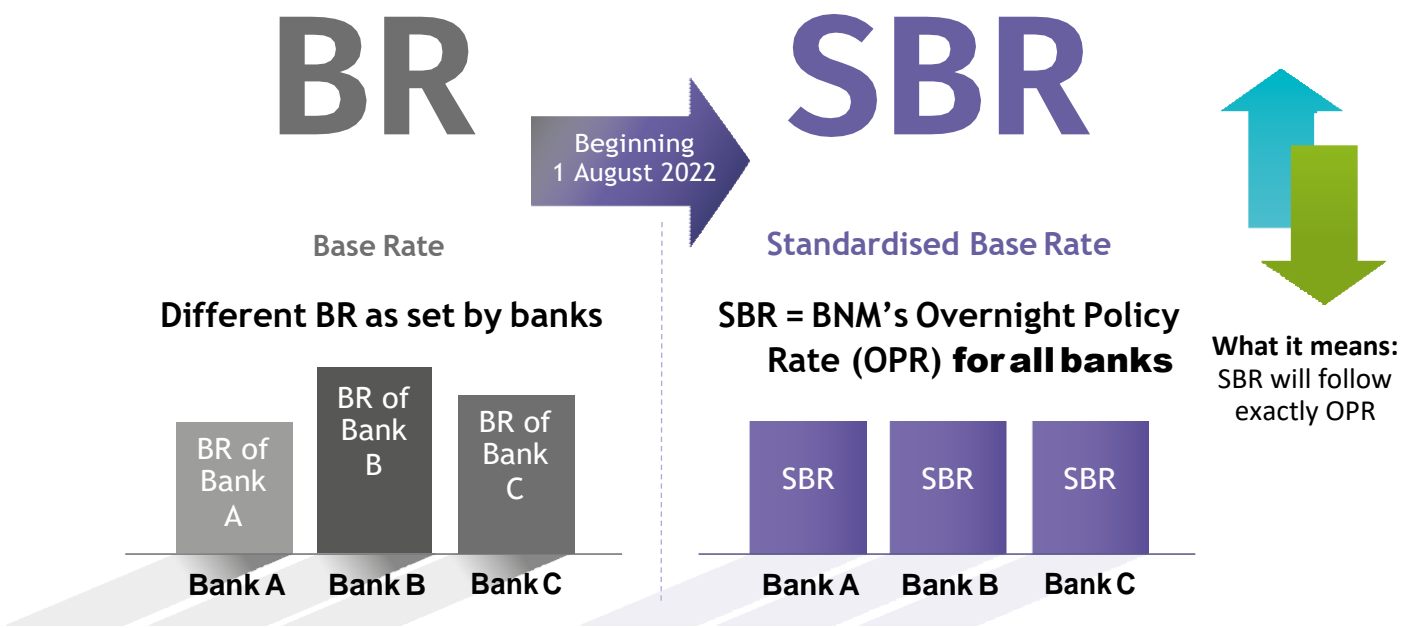 BR
Beginning
1 August 2022
SBR
Base Rate
Standardised Base Rate
Different BR as set by banks
SBR = BNM’s Overnight Policy
Rate (OPR) for all banks
What it means:
SBR will follow
exactly OPR
BR of
Bank
A
BR of
Bank
B
BR of
Bank
C
SBR
SBR
SBR
Bank A
Bank B
Bank C
Bank A
Bank B
Bank C